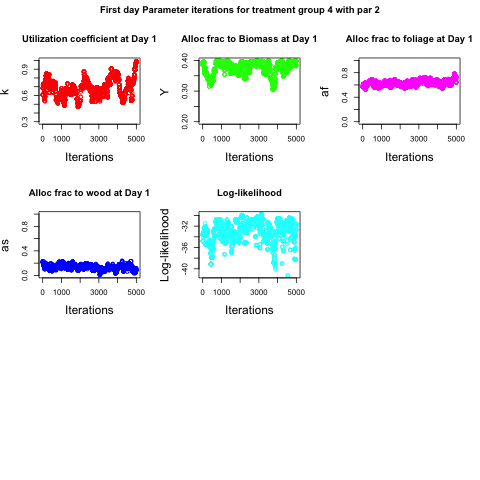 First day Parameter iterations for treatment group 4 with par 2
Utilization coefficient at Day 1
k
0.3 0.6 0.9
0 1000 3000 5000
Iterations
Alloc frac to Biomass at Day 1
Y
0.20 0.30 0.40
0 1000 3000 5000
Iterations
Alloc frac to foliage at Day 1
af
0.0 0.4 0.8
0 1000 3000 5000
Iterations
Alloc frac to wood at Day 1
as
0.0 0.4 0.8
0 1000 3000 5000
Iterations
Log-likelihood
Log-likelihood
-40 -36 -32
0 1000 3000 5000
Iterations